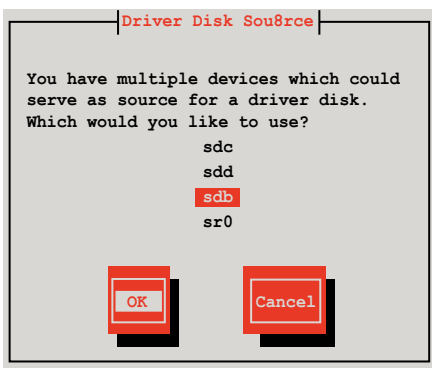 Driver Disk Sou8rce
You have multiple devices which could
serve as source for a driver disk.
Which would you like to use?
sdc
sdd
sdb
sr0
OK Cancel